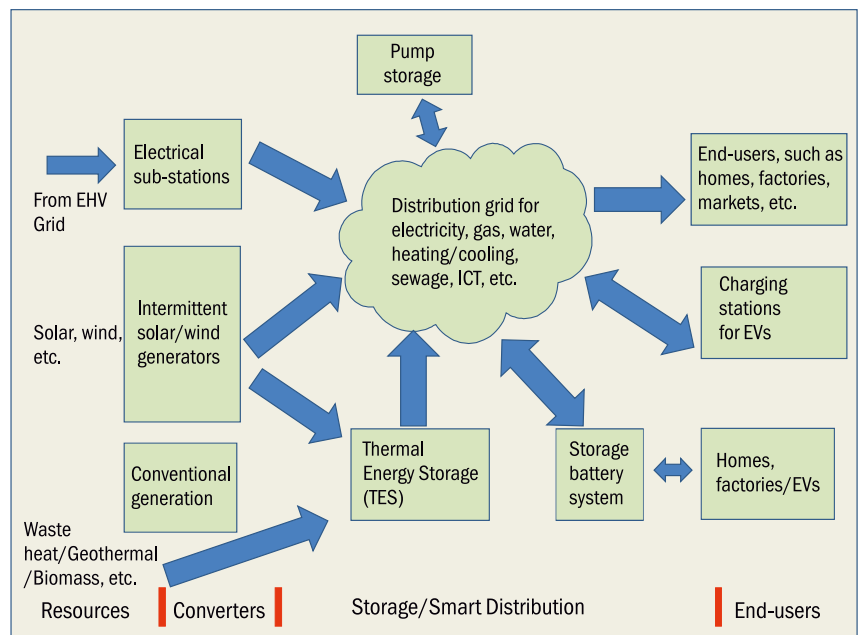 Pump
storage
Electrical
sub-stations
From EHV
Grid
Distribution grid for
electricity, gas, water,
heating/cooling,
sewage, ICT, etc.
End-users, such as
homes, factories,
markets, etc.
Solar, wind,
etc.
Intermittent
solar/wind
generators
Charging
stations
for EVs
Conventional
generation
Thermal
Energy Storage
(TES)
Storage
battery
system
Homes,
factories/EVs
Waste
heat/Geothermal
/Biomass, etc.
Resources
Converters
Storage/Smart Distribution
End-users